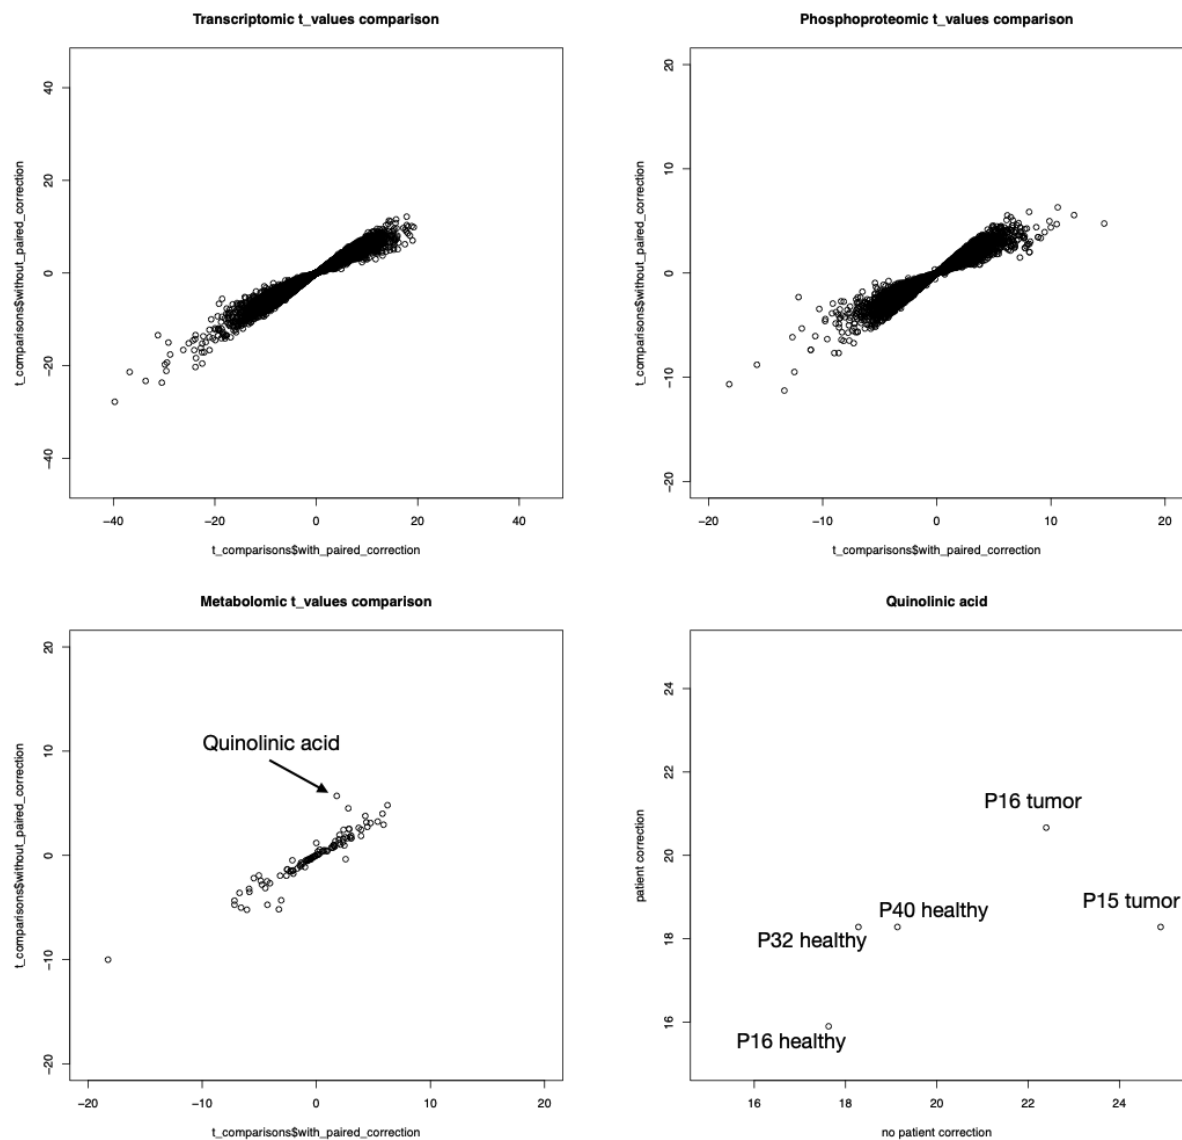 Transcriptomic t_values comparison
t_comparisons$without_paired_correction
40
20
0
−20
−40
−40 −20 0 20 40
t_comparisons$with_paired_correction
Phosphoproteomic t_values comparison
t_comparisons$without_paired_correction
20
10
0
−10
−20
−20 −10 0 10 20
t_comparisons$with_paired_correction
Metabolomic t_values comparison
t_comparisons$without_paired_correction
20
10
0
−10
−20
Quinolinic acid
−20 −10 0 10 20
t_comparisons$with_paired_correction
Quinolinic acid
patient correction
24
22
20
18
16
P16 tumor
P15 tumor
P40 healthy
P32 healthy
P16 healthy
16 18 20 22 24
no patient correction